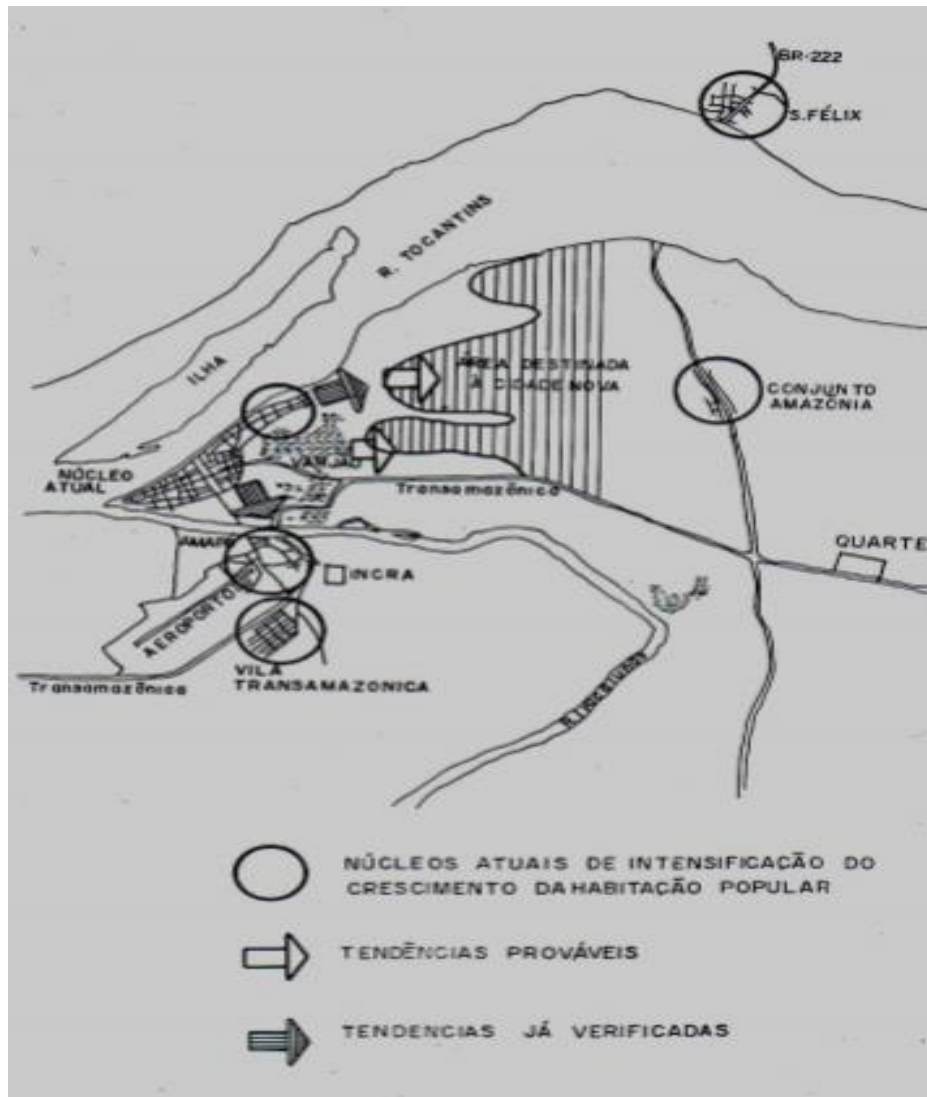 BR-222
S. FÉLIX
R. TOCANTINS
ILHA
ÁREA DESTINADA
À CIDADE NOVA
CONJUNTO
AMAZÔNIA
NÚCLEO
ATUAL
VARJÃO
Transamazônica
QUARTE
INCRA
AEROPORTO
VILA
TRANSAMAZONICA
Transamazônica
NÚCLEOS ATUAIS DE INTENSIFICAÇÃO DO
CRESCIMENTO DA HABITAÇÃO POPULAR
TENDÊNCIAS PROVÁVEIS
TENDENCIAS JÁ VERIFICADAS